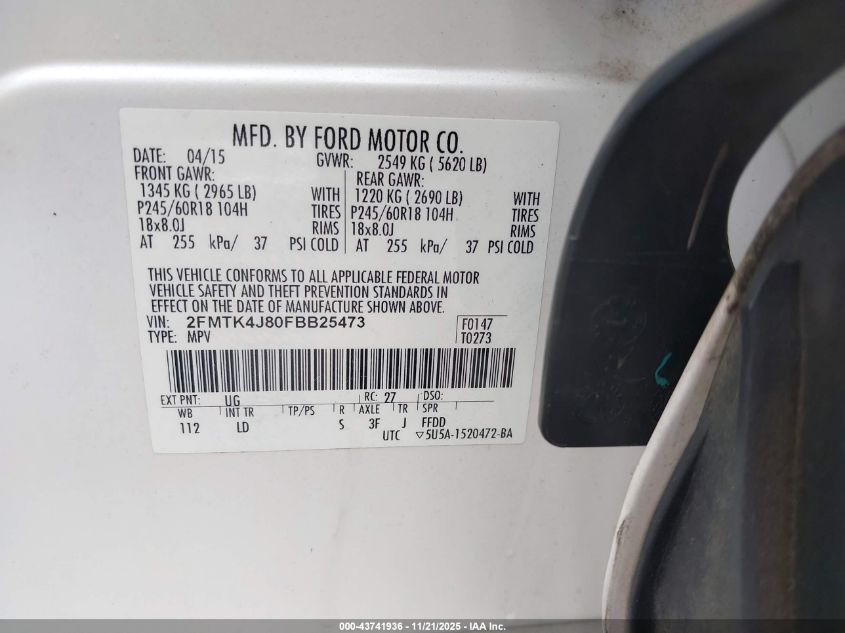 MFD. BY FORD MOTOR CO.
DATE: 04/15 GVWR: 2549 KG ( 5620 LB)
FRONT GAWR: REAR GAWR:
1345 KG ( 2965 LB) WITH 1220 KG ( 2690 LB) WITH
P245/60R18 104H TIRES P245/60R18 104H TIRES
18x8.0J RIMS 18x8.0J RIMS
AT 255 kPa/ 37 PSI COLD AT 255 kPa/ 37 PSI COLD
THIS VEHICLE CONFORMS TO ALL APPLICABLE FEDERAL MOTOR
VEHICLE SAFETY AND THEFT PREVENTION STANDARDS IN
EFFECT ON THE DATE OF MANUFACTURE SHOWN ABOVE.
VIN: 2FMTK4J80FBB25473 F0147
TYPE: MPV T0273
EXT PNT: UG RC: 27 DSO:
WB INT TR TP/PS R AXLE TR SPR
112 LD S 3F J FFDD
UTC ▽5U5A-1520472-BA
000-43741936 - 11/21/2025 - IAA Inc.